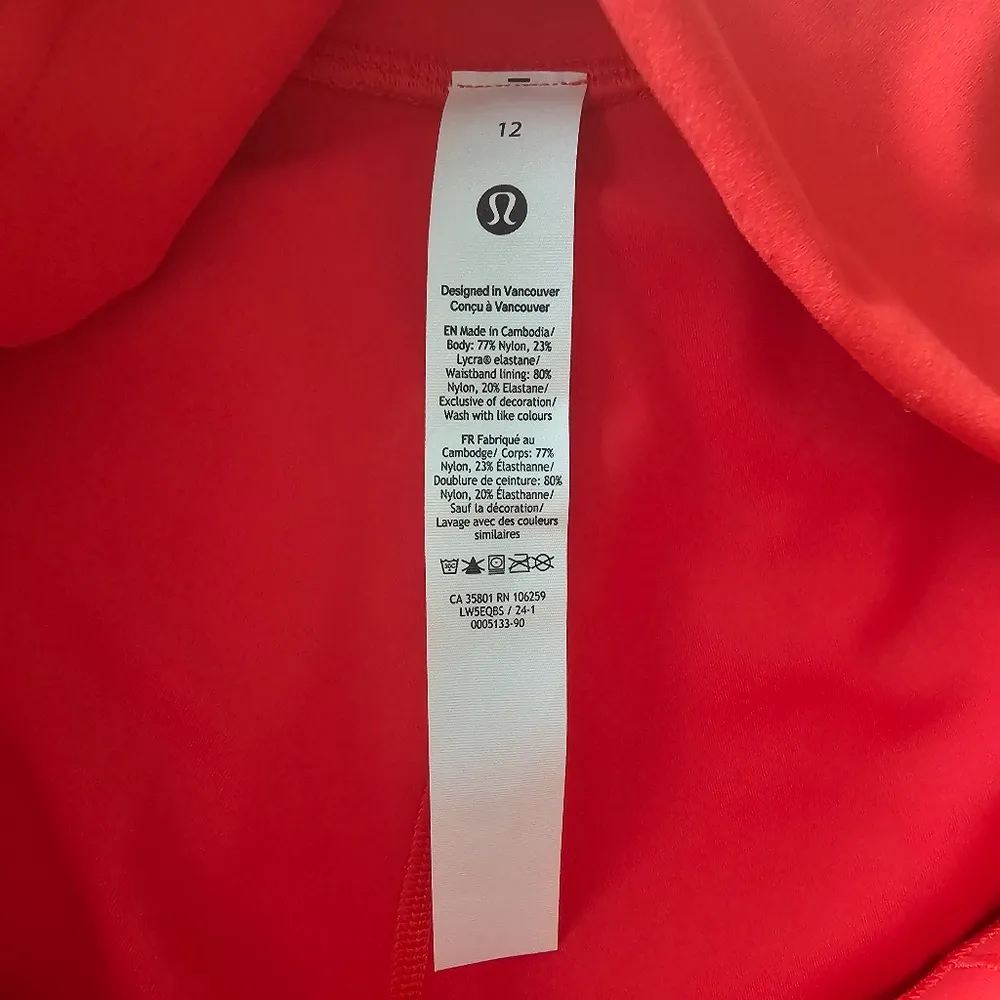 12
Designed in Vancouver
Conçu à Vancouver
EN Made in Cambodia/
Body: 77% Nylon, 23%
Lycra® elastane/
Waistband lining: 80%
Nylon, 20% Elastane/
Exclusive of decoration/
Wash with like colours
FR Fabriqué au
Cambodge/ Corps: 77%
Nylon, 23% Élasthanne/
Doublure de ceinture: 80%
Nylon, 20% Élasthanne/
Sauf la décoration/
Lavage avec des couleurs
similaires
CA 35801 RN 106259
LW5EQBS / 24-1
0005133-90